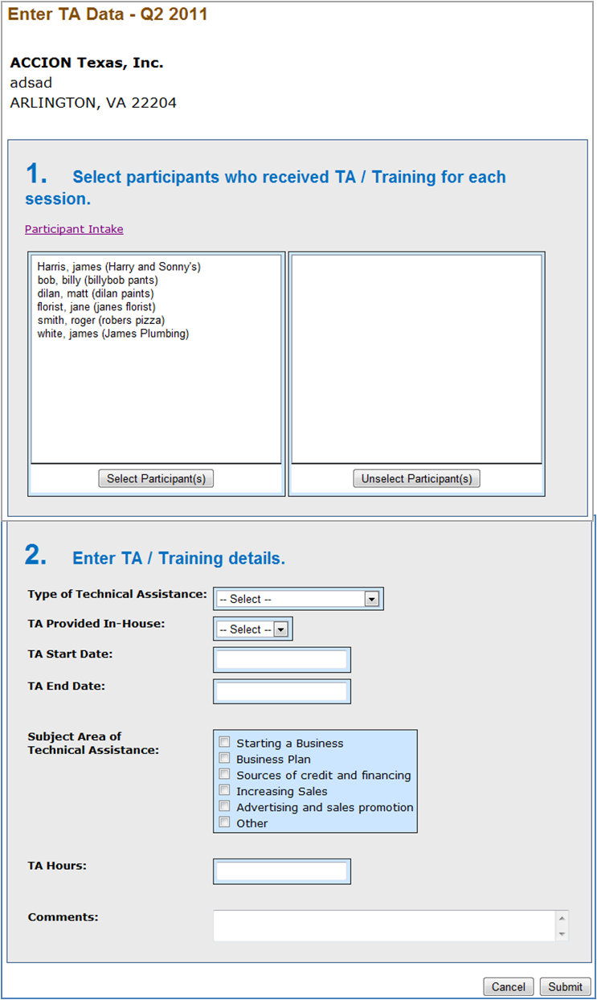 Enter TA Data - Q2 2011
ACCION Texas, Inc.
adsad
ARLINGTON, VA 22204
1. Select participants who received TA / Training for each
session.
Participant Intake
Harris, james (Harry and Sonny's)
bob, billy (billybob pants)
dilan, matt (dilan paints)
florist, jane (janes florist)
smith, roger (robers pizza)
white, james (James Plumbing)
Select Participant(s)
Unselect Participant(s)
2. Enter TA / Training details.
Type of Technical Assistance: -- Select --
TA Provided In-House: -- Select --
TA Start Date:
TA End Date:
Subject Area of
Technical Assistance:
Starting a Business
Business Plan
Sources of credit and financing
Increasing Sales
Advertising and sales promotion
Other
TA Hours:
Comments:
Cancel Submit